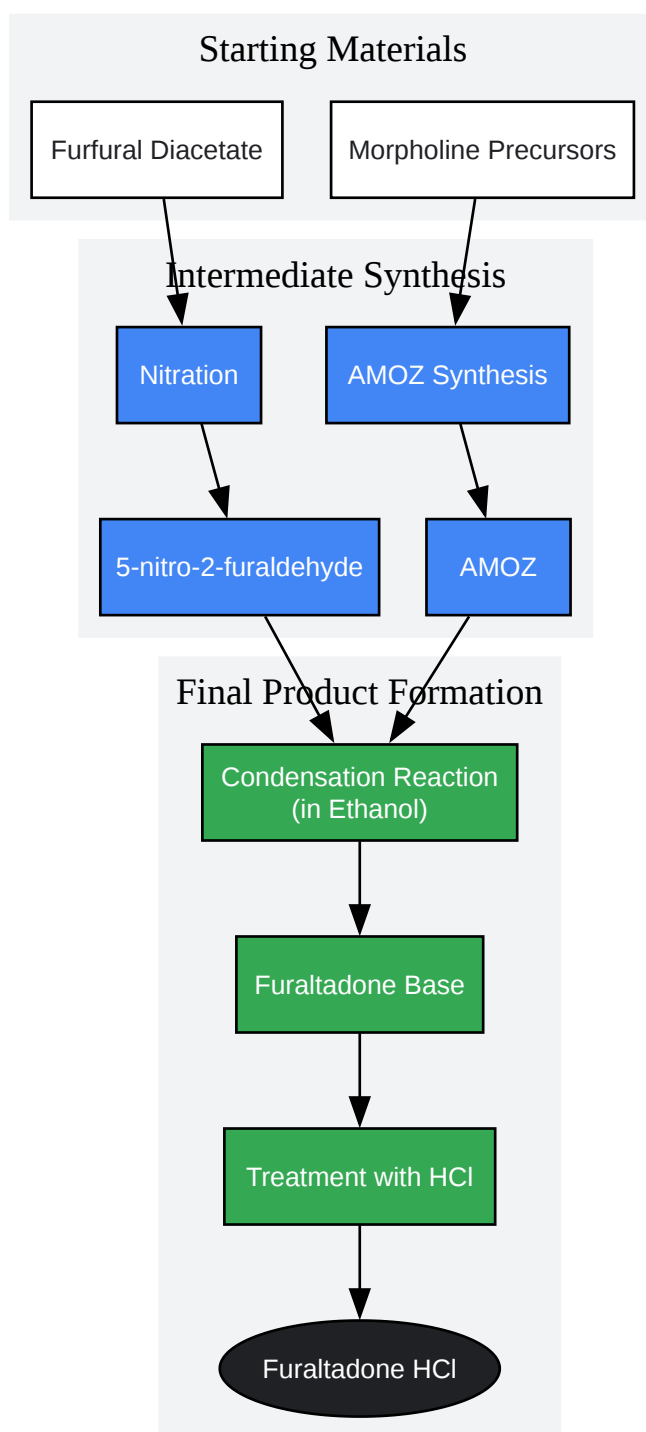 Starting Materials
Furfural Diacetate
Morpholine Precursors
Intermediate Synthesis
Nitration
AMOZ Synthesis
5-nitro-2-furaldehyde
AMOZ
Final Product Formation
Condensation Reaction
(in Ethanol)
Furaltadone Base
Treatment with HCl
Furaltadone HCl